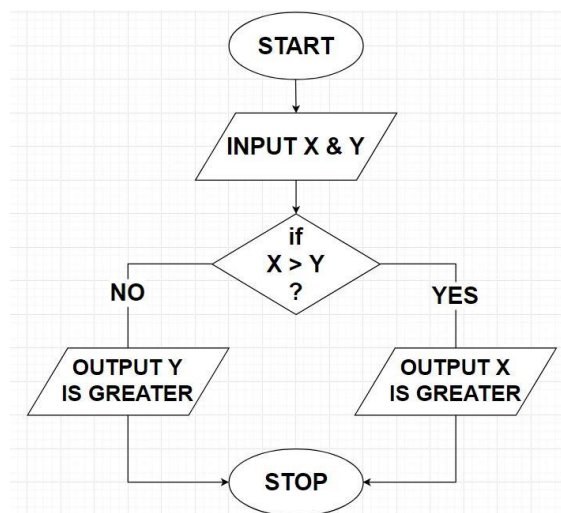 START
INPUT X & Y
if
X > Y
?
NO
YES
OUTPUT Y
IS GREATER
OUTPUT X
IS GREATER
STOP